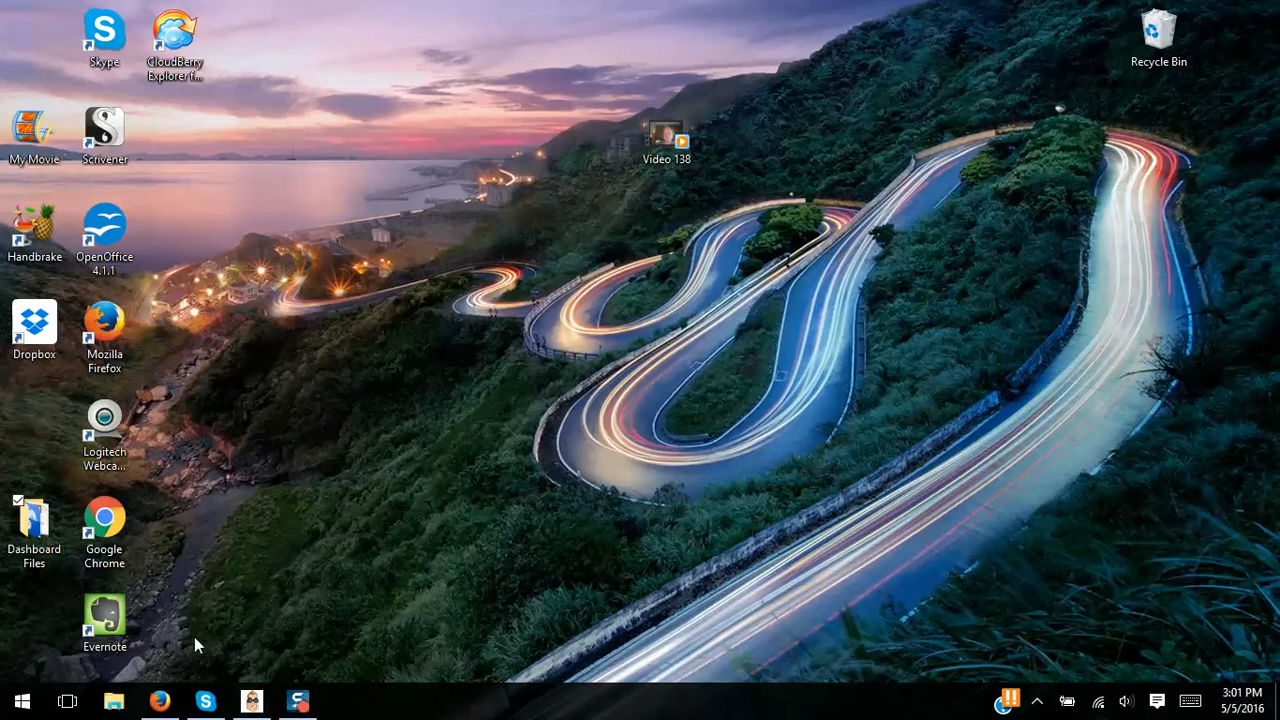 Skype
CloudBerry
Explorer f...
Recycle Bin
My Movie
Scrivener
Video 138
Handbrake
OpenOffice
4.1.1
Dropbox
Mozilla
Firefox
Logitech
Webca...
Dashboard
Files
Google
Chrome
Evernote
3:01 PM
5/5/2016